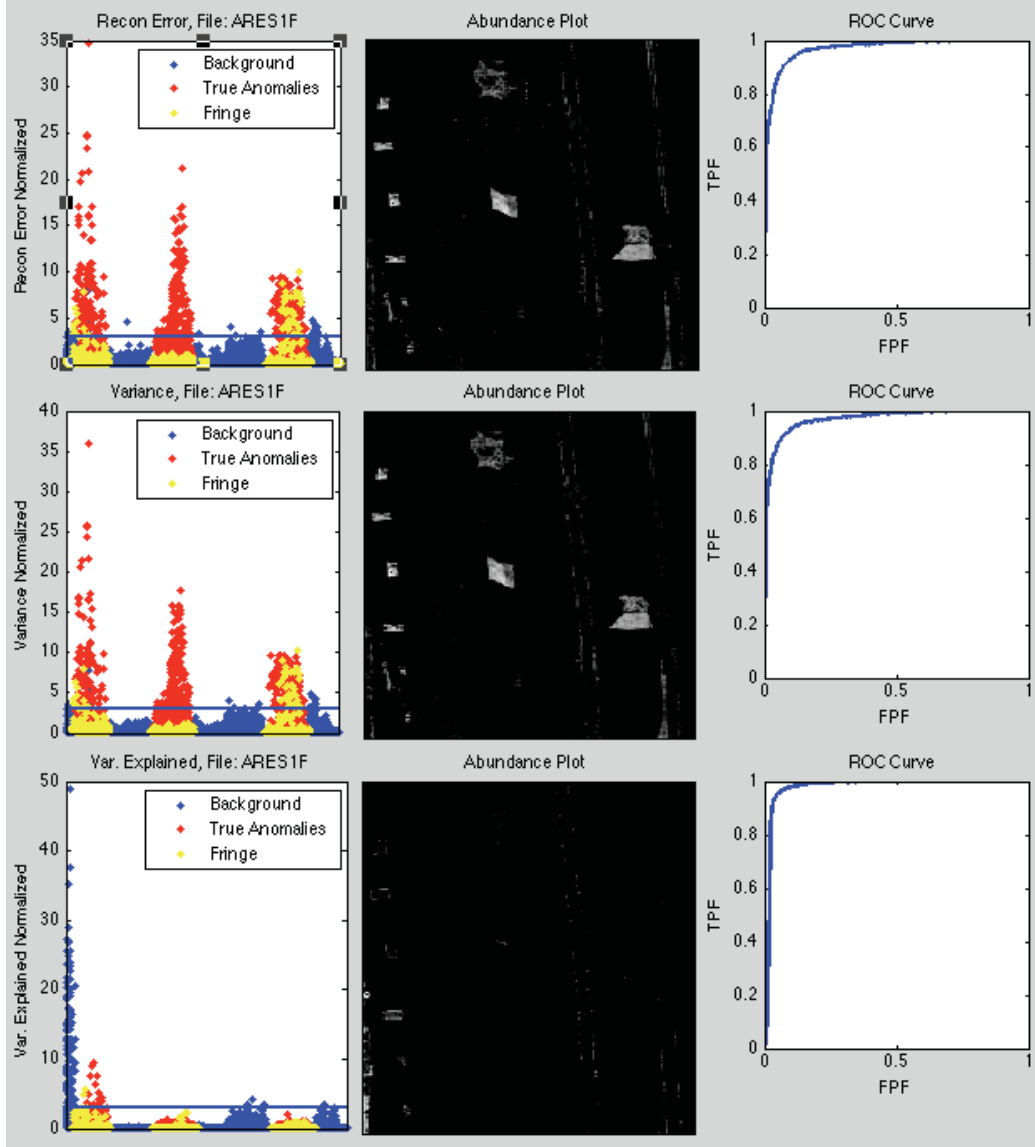 Recon Error, File: ARES1F
Abundance Plot
ROC Curve
35
30
25
20
15
10
5
0
Recon Error Normalized
Background
True Anomalies
Fringe
1
0.8
0.6
0.4
0.2
0
TPF
0
0.5
1
FPF
Variance, File: ARES1F
Abundance Plot
ROC Curve
40
35
30
25
20
15
10
5
0
Variance Normalized
Background
True Anomalies
Fringe
1
0.8
0.6
0.4
0.2
0
TPF
0
0.5
1
FPF
Var. Explained, File: ARES1F
Abundance Plot
ROC Curve
50
40
30
20
10
0
Var. Explained Normalized
Background
True Anomalies
Fringe
1
0.8
0.6
0.4
0.2
0
TPF
0
0.5
1
FPF